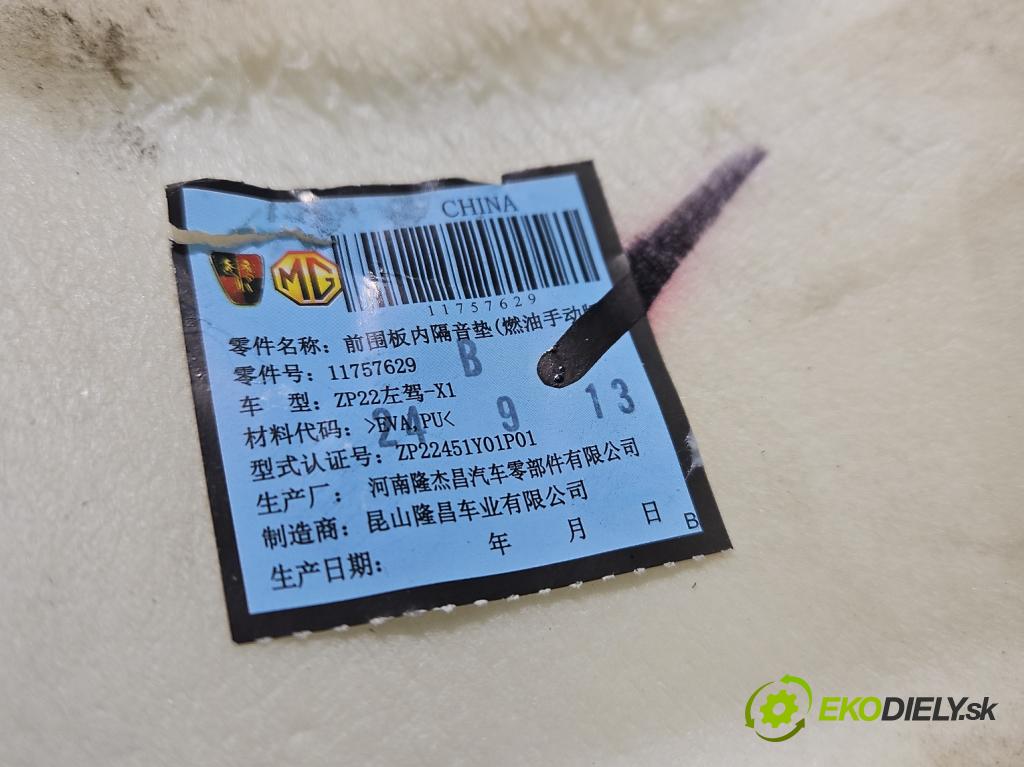 CHINA
MG
11757629
零件名称: 前围板内隔音垫(燃油手动
零件号: 11757629
B
车 型: ZP22左驾-X1
材料代码: >EVA,PU<
24 9 13
型式认证号: ZP22451Y01P01
生产厂: 河南隆杰昌汽车零部件有限公司
制造商: 昆山隆昌车业有限公司
生产日期: 年 月 日 B
EKODIELY.sk